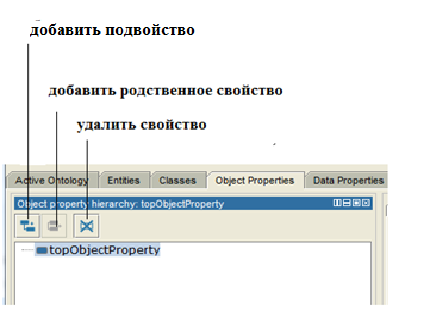 добавить подвойство
добавить родственное свойство
удалить свойство
Active Ontology Entities Classes Object Properties Data Properties
Object property hierarchy: topObjectProperty
topObjectProperty